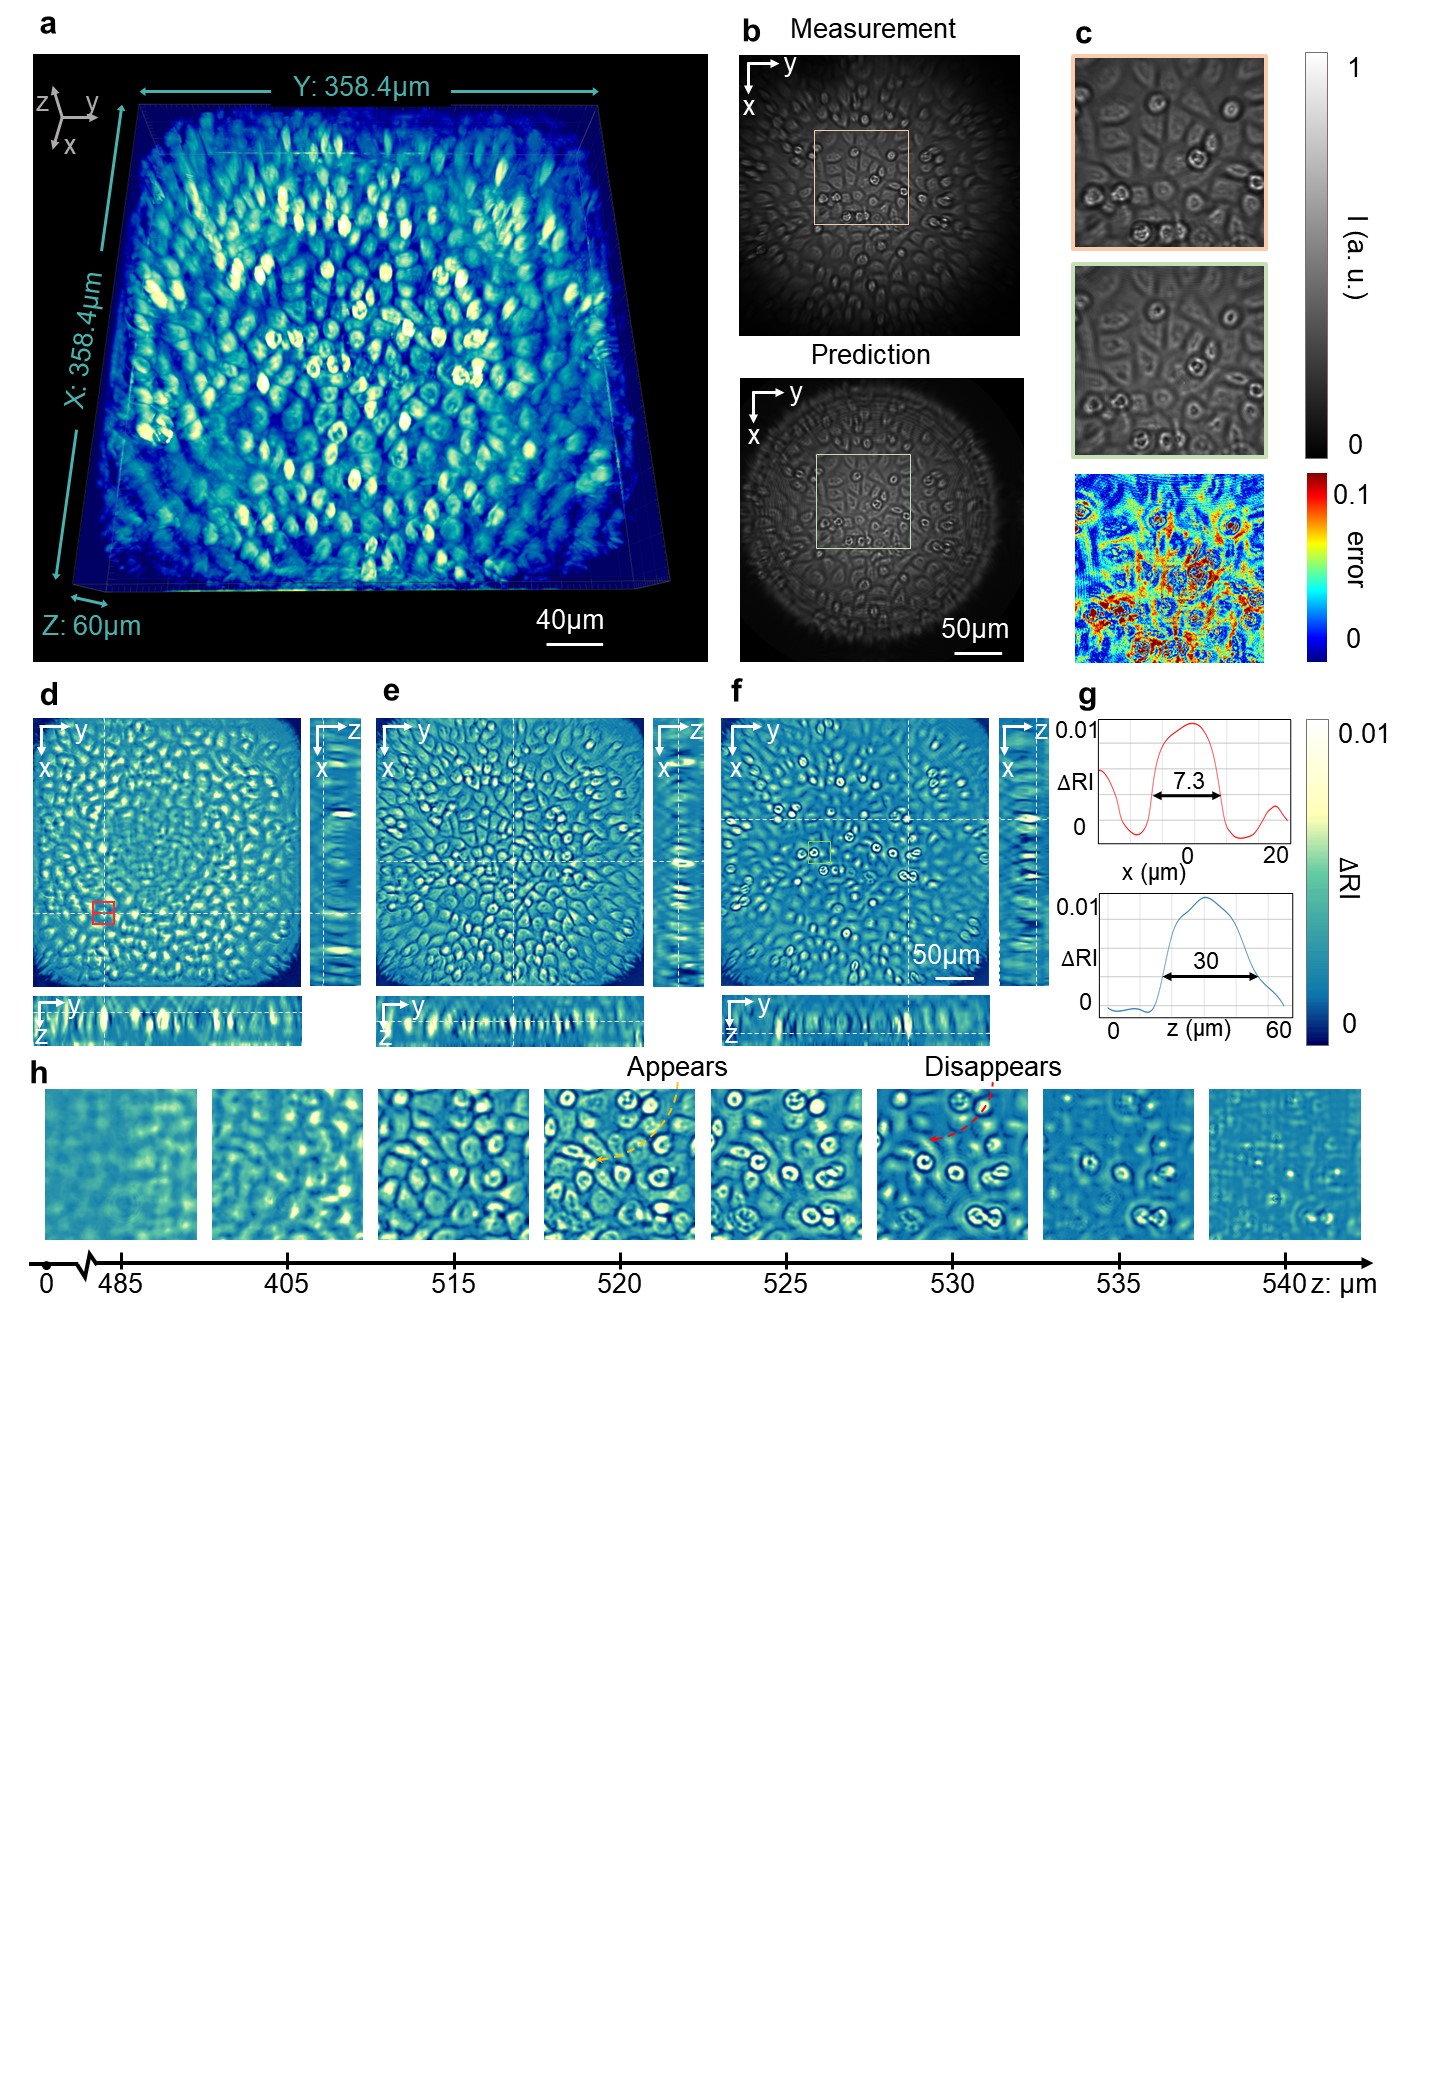 a
z
y
x
Y: 358.4µm
X: 358.4µm
Z: 60µm
40µm
b
Measurement
y
x
Prediction
y
x
50µm
c
1
I (a. u.)
0
0.1
error
0
d
y
x
z
x
y
z
e
y
x
z
x
y
z
f
y
x
50µm
z
x
y
z
g
0.01
ΔRI
0
7.3
0
20
x (µm)
0.01
ΔRI
0
30
0
z (µm)
60
0.01
ΔRI
0
h
Appears
Disappears
0
485
405
515
520
525
530
535
540
z: µm